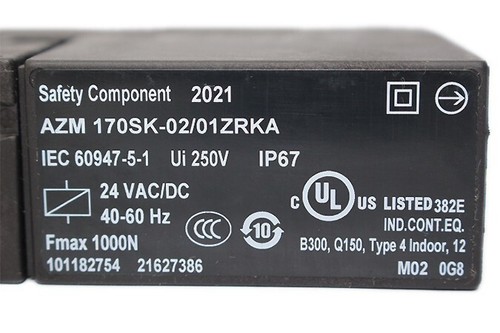 Safety Component 2021
AZM 170SK-02/01ZRKA
IEC 60947-5-1 Ui 250V IP67
24 VAC/DC
40-60 Hz
CCC
10
C UL US LISTED 382E
IND.CONT.EQ.
Fmax 1000N
B300, Q150, Type 4 Indoor, 12
101182754 21627386
M02 0G8